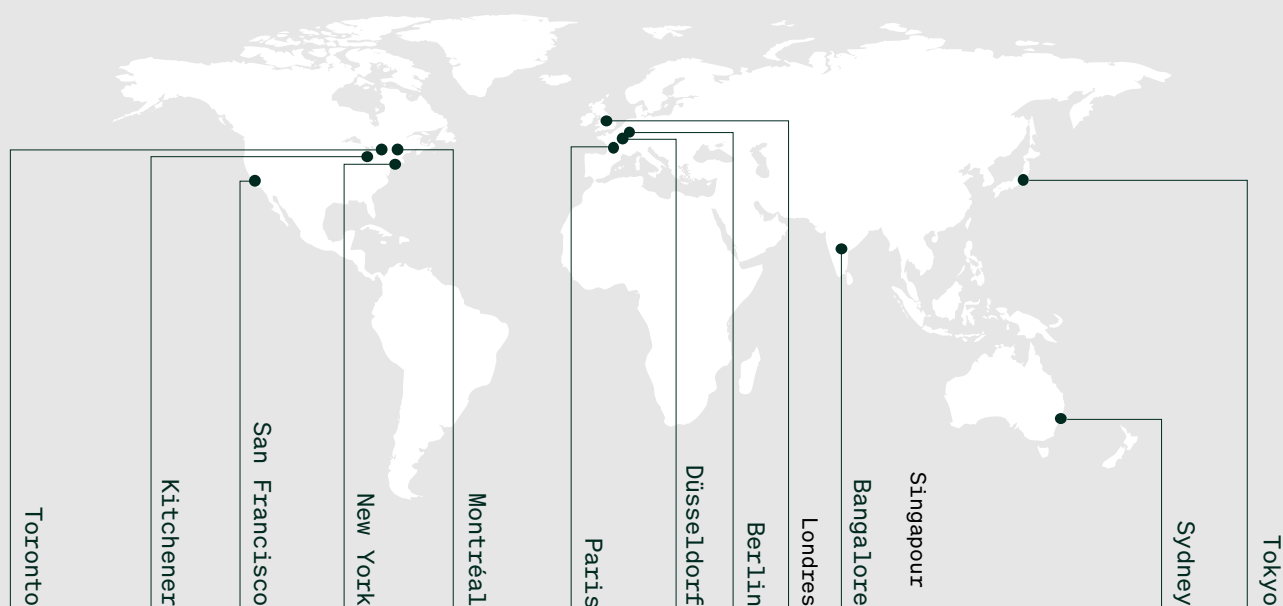 Toronto
Kitchener
San Francisco
New York
Montréal
Paris
Düsseldorf
Berlin
Londres
Bangalore
Singapour
Sydney
Tokyo